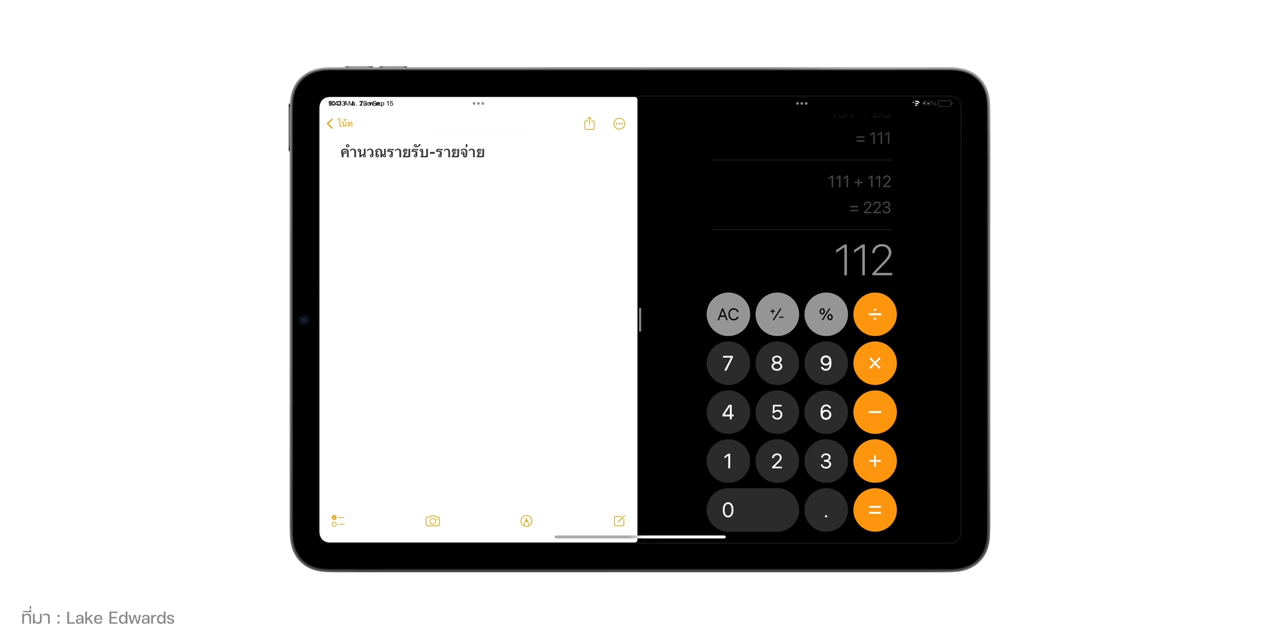 โน้ต
คำนวณรายรับ-รายจ่าย
= 111
111 + 112
= 223
112
AC +/− % ÷
7 8 9 ×
4 5 6 −
1 2 3 +
0 . =
ที่มา : Lake Edwards